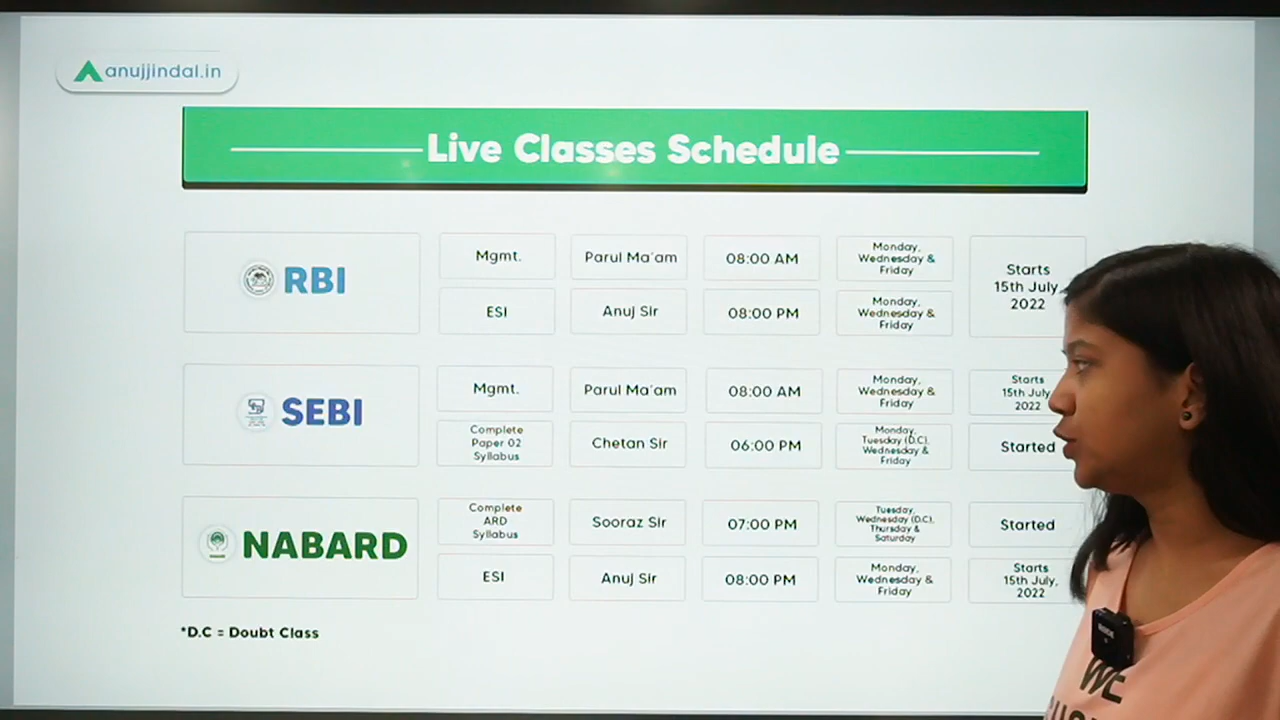 anujjindal.in
Live Classes Schedule
RBI
Mgmt.
Parul Ma'am
08:00 AM
Monday,
Wednesday &
Friday
Starts
15th July,
2022
ESI
Anuj Sir
08:00 PM
Monday,
Wednesday &
Friday
SEBI
Mgmt.
Parul Ma'am
08:00 AM
Monday,
Wednesday &
Friday
Starts
15th July
2022
Complete
Paper 02
Syllabus
Chetan Sir
06:00 PM
Monday,
Tuesday (D.C),
Wednesday &
Friday
Started
NABARD
Complete
ARD
Syllabus
Sooraz Sir
07:00 PM
Tuesday,
Wednesday (D.C),
Thursday &
Saturday
Started
ESI
Anuj Sir
08:00 PM
Monday,
Wednesday &
Friday
Starts
15th July,
2022
*D.C = Doubt Class
WE